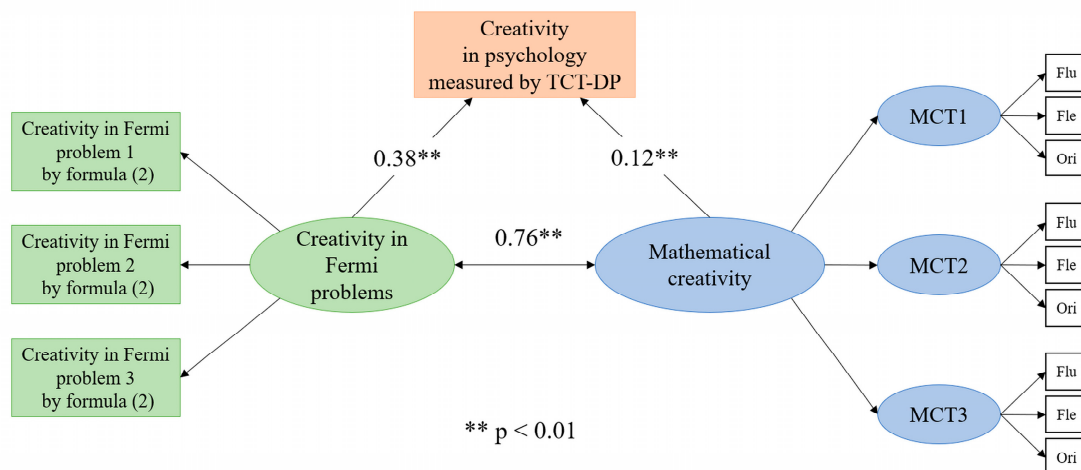 Creativity
in psychology
measured by TCT-DP
Creativity in Fermi
problem 1
by formula (2)
0.38**
0.12**
MCT1
Flu
Fle
Ori
Creativity in Fermi
problem 2
by formula (2)
Creativity in
Fermi
problems
0.76**
Mathematical
creativity
MCT2
Flu
Fle
Ori
Creativity in Fermi
problem 3
by formula (2)
MCT3
Flu
Fle
Ori
** p < 0.01